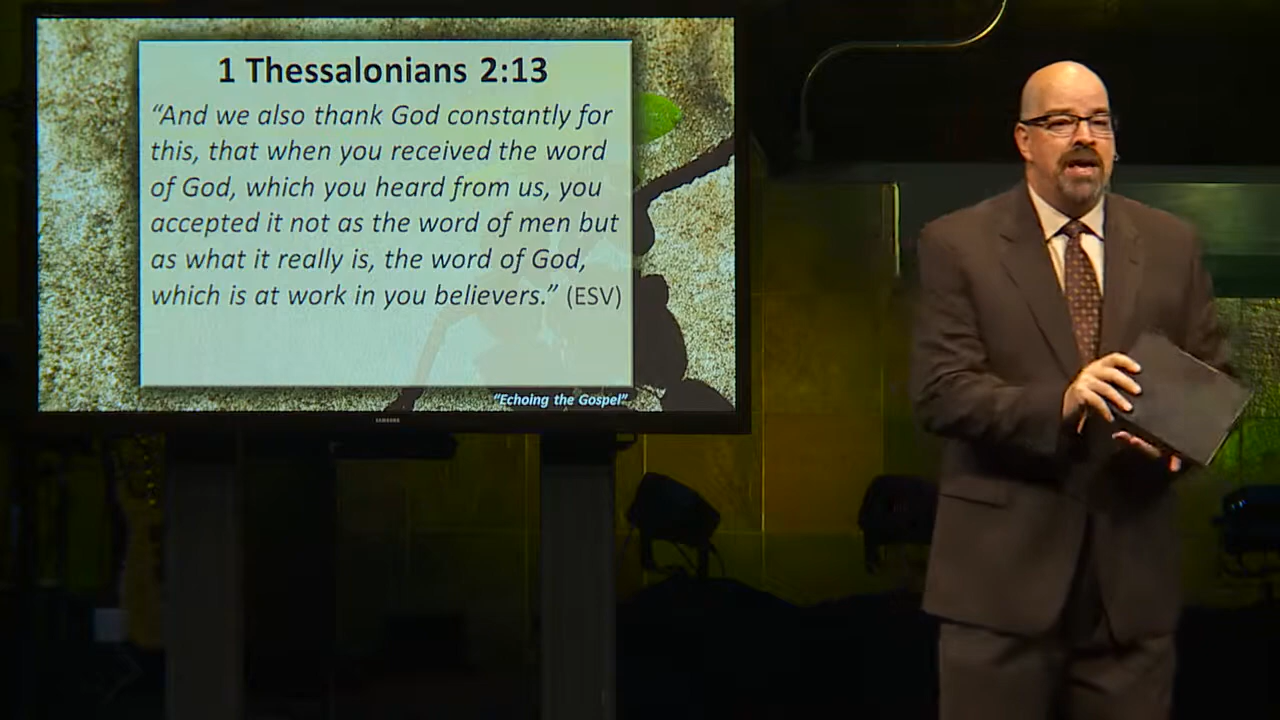 1 Thessalonians 2:13
“And we also thank God constantly for
this, that when you received the word
of God, which you heard from us, you
accepted it not as the word of men but
as what it really is, the word of God,
which is at work in you believers.” (ESV)
“Echoing the Gospel”
SAMSUNG